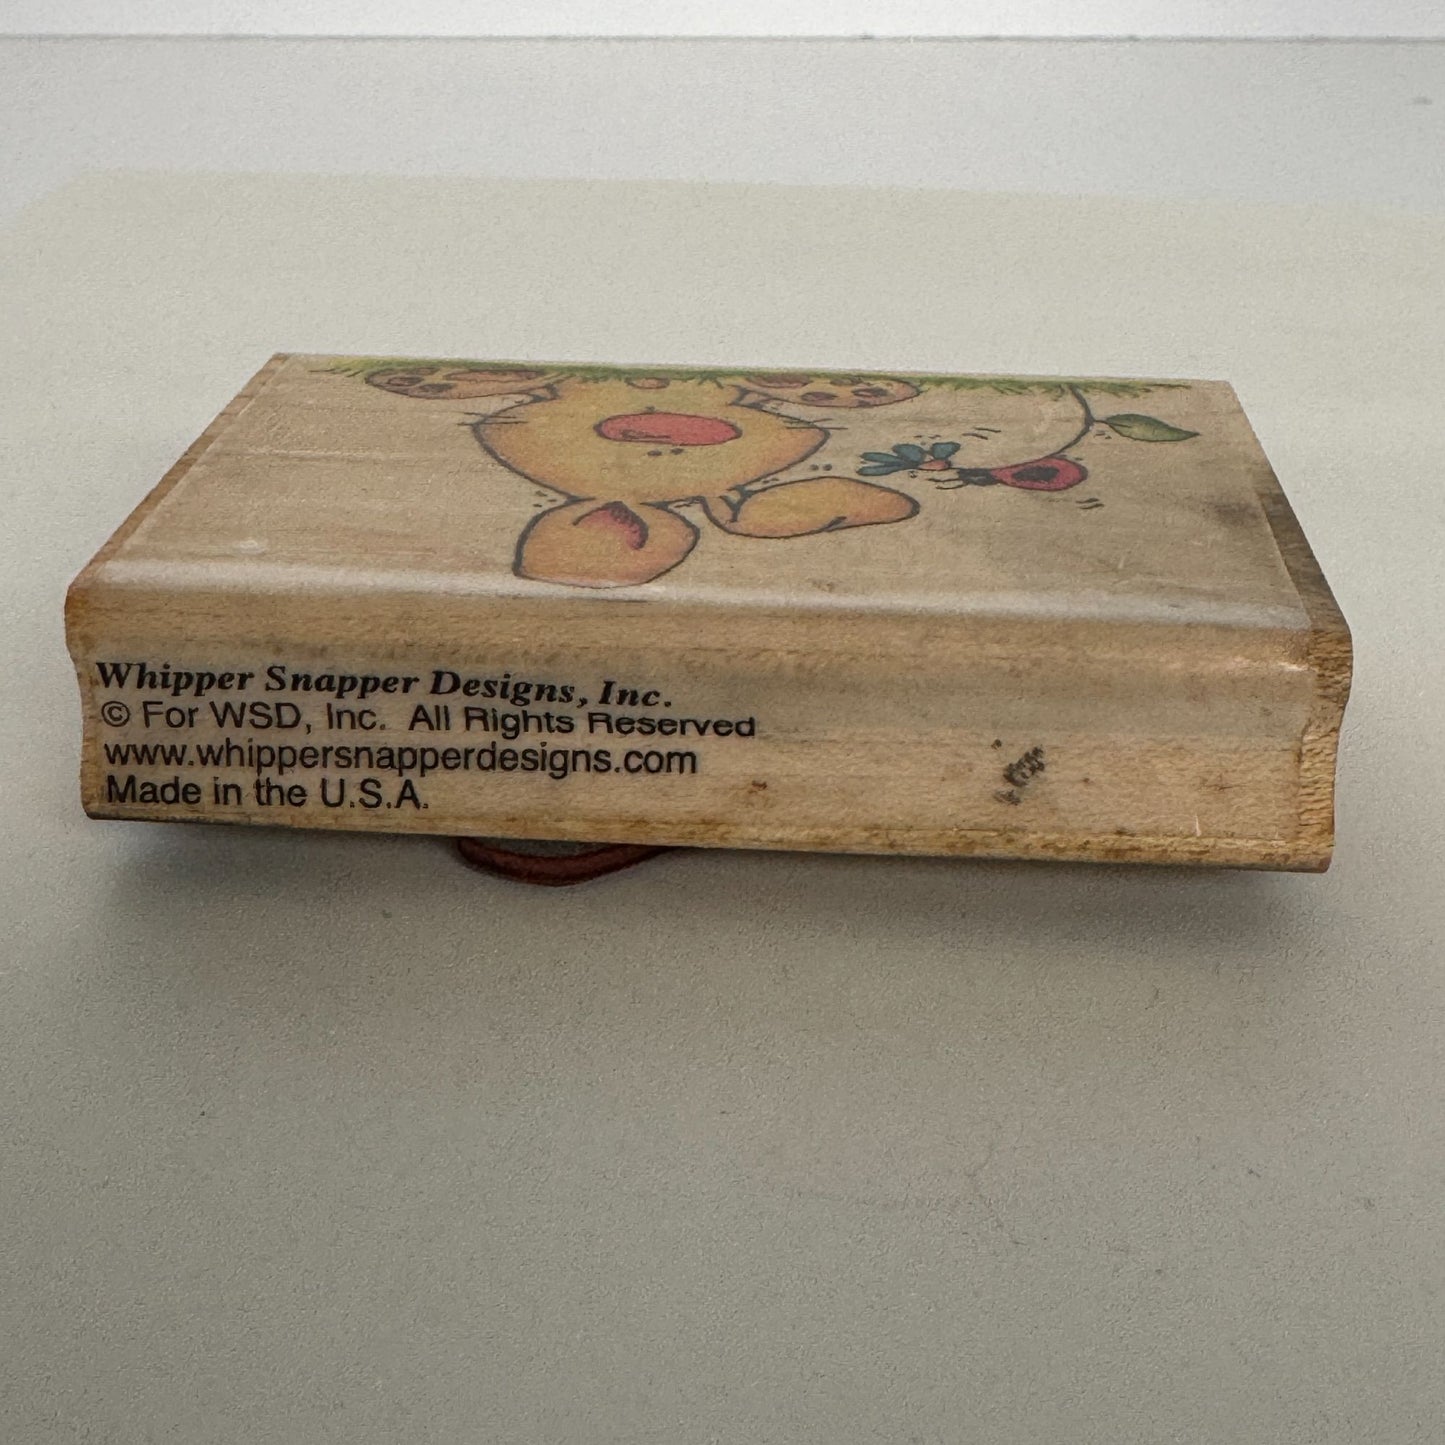 Whipper Snapper Designs, Inc.
© For WSD, Inc. All Rights Reserved
www.whippersnapperdesigns.com
Made in the U.S.A.